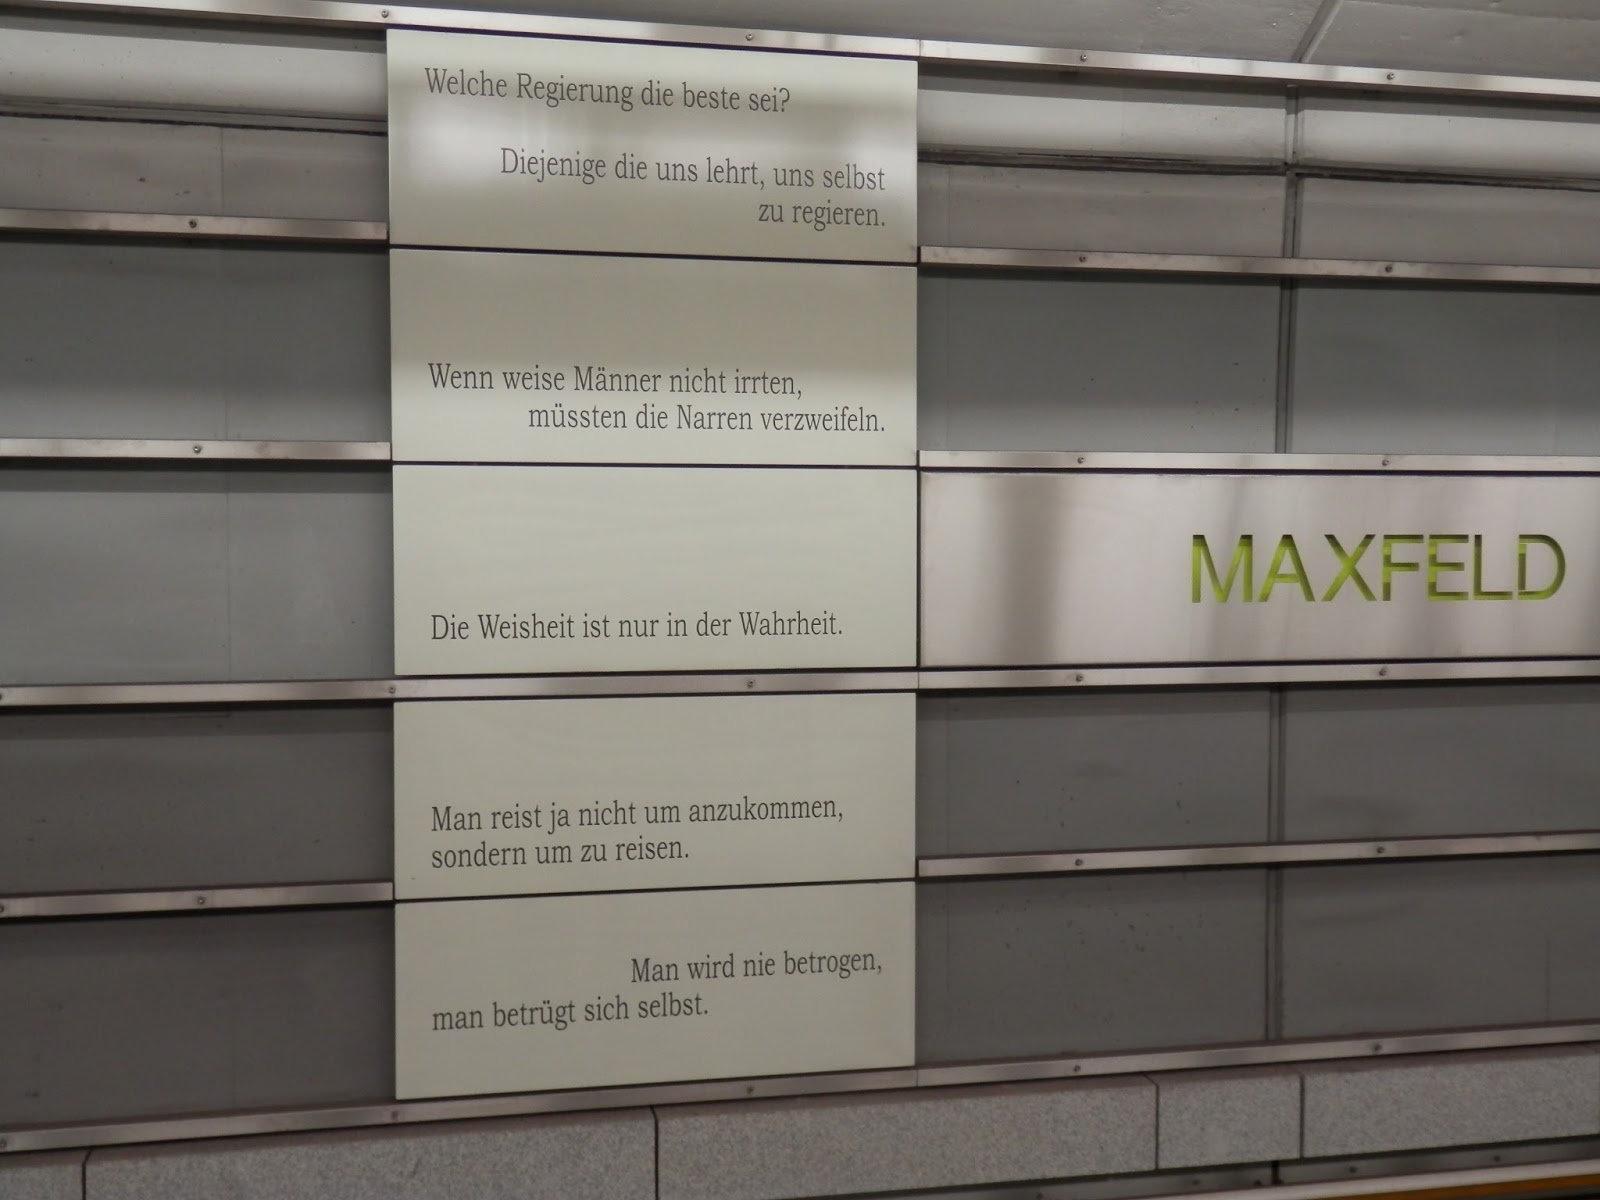 Welche Regierung die beste sei?
Diejenige die uns lehrt, uns selbst
zu regieren.
Wenn weise Männer nicht irrten,
müssten die Narren verzweifeln.
Die Weisheit ist nur in der Wahrheit.
MAXFELD
Man reist ja nicht um anzukommen,
sondern um zu reisen.
Man wird nie betrogen,
man betrügt sich selbst.